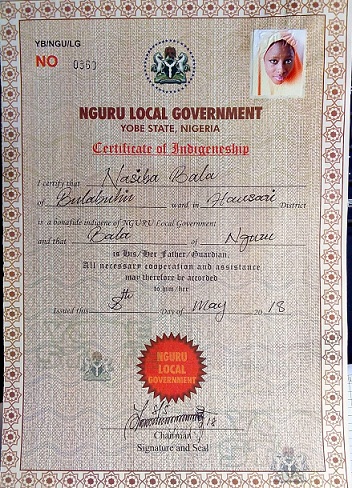 YB/NGU/LG
NO 0363
NGURU LOCAL GOVERNMENT
YOBE STATE, NIGERIA
Certificate of Indigeneship
I certify that Nasiba Bala
of Bulabulin ward in Hausari District
is a bonafide indigene of NGURU Local Government
and that Bala of Nguru
is His/Her Father/Guardian.
All necessary cooperation and assistance
may therefore be accorded
to him/her
Issued this 8th Day of May 2018
NGURU
LOCAL
GOVERNMENT
Chairman
Signature and Seal